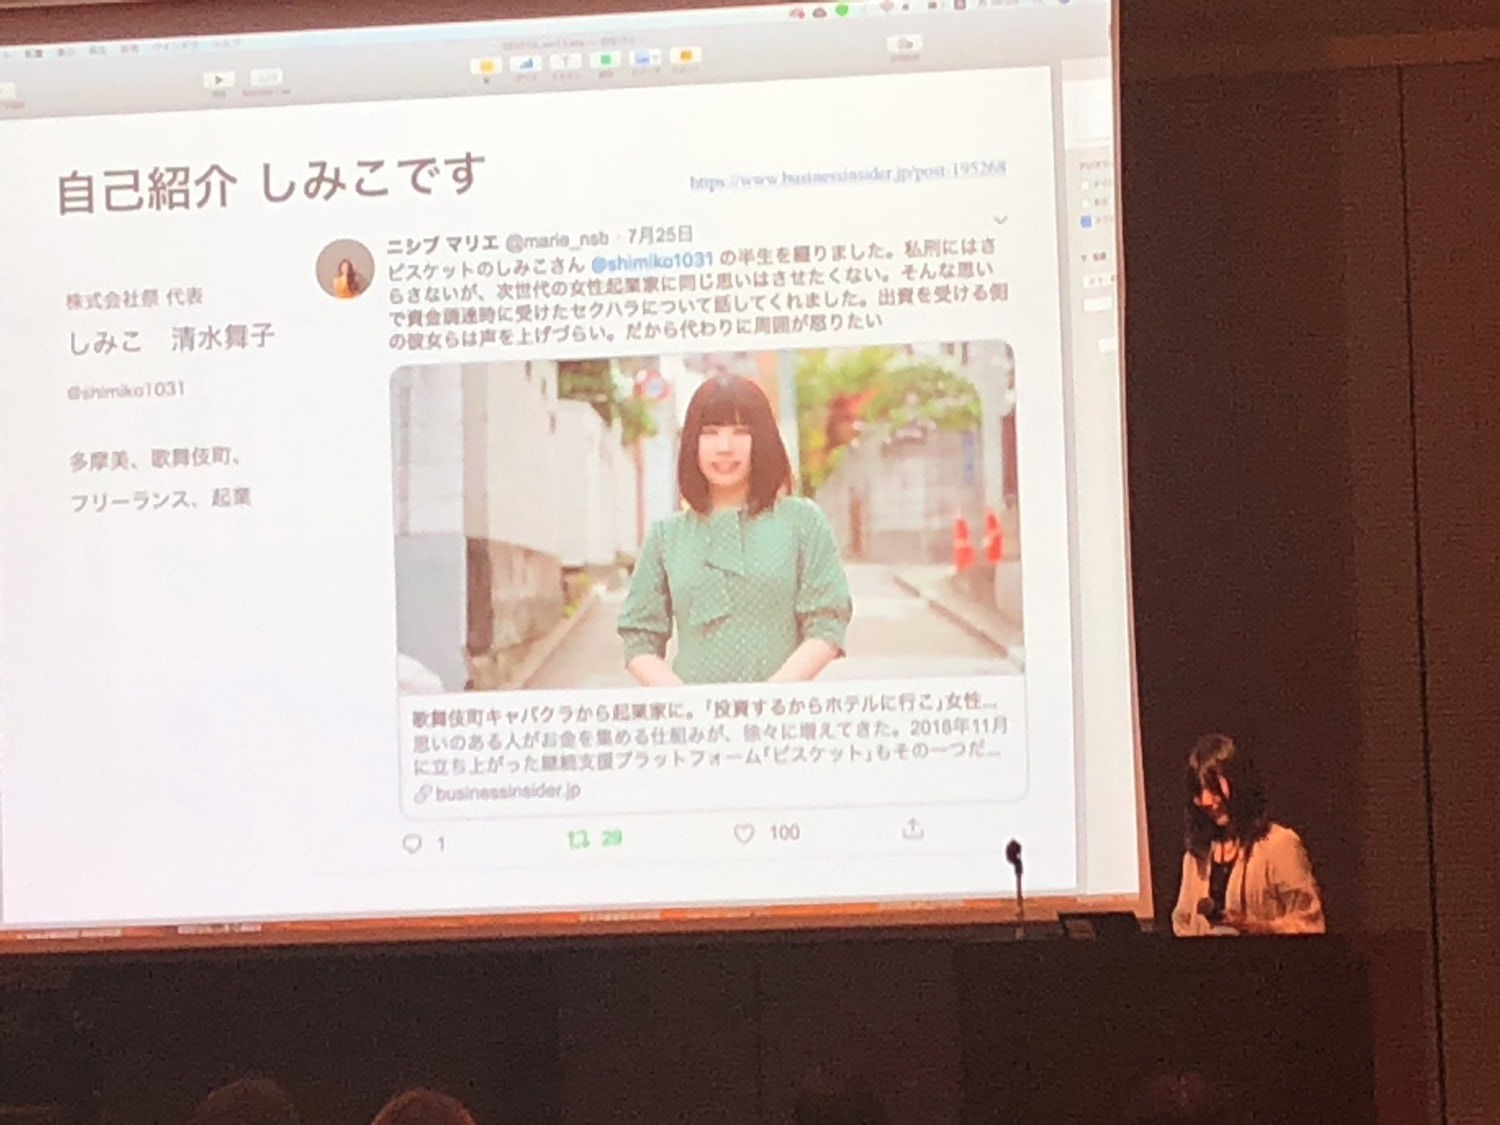 自己紹介 しみこです
https://www.businessinsider.jp/post-195268
株式会社祭 代表
しみこ　清水舞子
@shimiko1031
多摩美、歌舞伎町、
フリーランス、起業
ニシブ マリエ @marie_nsb · 7月25日
ビスケットのしみこさん @shimiko1031 の半生を綴りました。私刑にはさ
らさないが、次世代の女性起業家に同じ思いはさせたくない。そんな思い
で資金調達時に受けたセクハラについて話してくれました。出資を受ける側
の彼女らは声を上げづらい。だから代わりに周囲が怒りたい
歌舞伎町キャバクラから起業家に。「投資するからホテルに行こ」女性...
思いのある人がお金を集める仕組みが、徐々に増えてきた。2018年11月
に立ち上がった継続支援プラットフォーム「ビスケット」もその一つだ...
businessinsider.jp
1 29 100